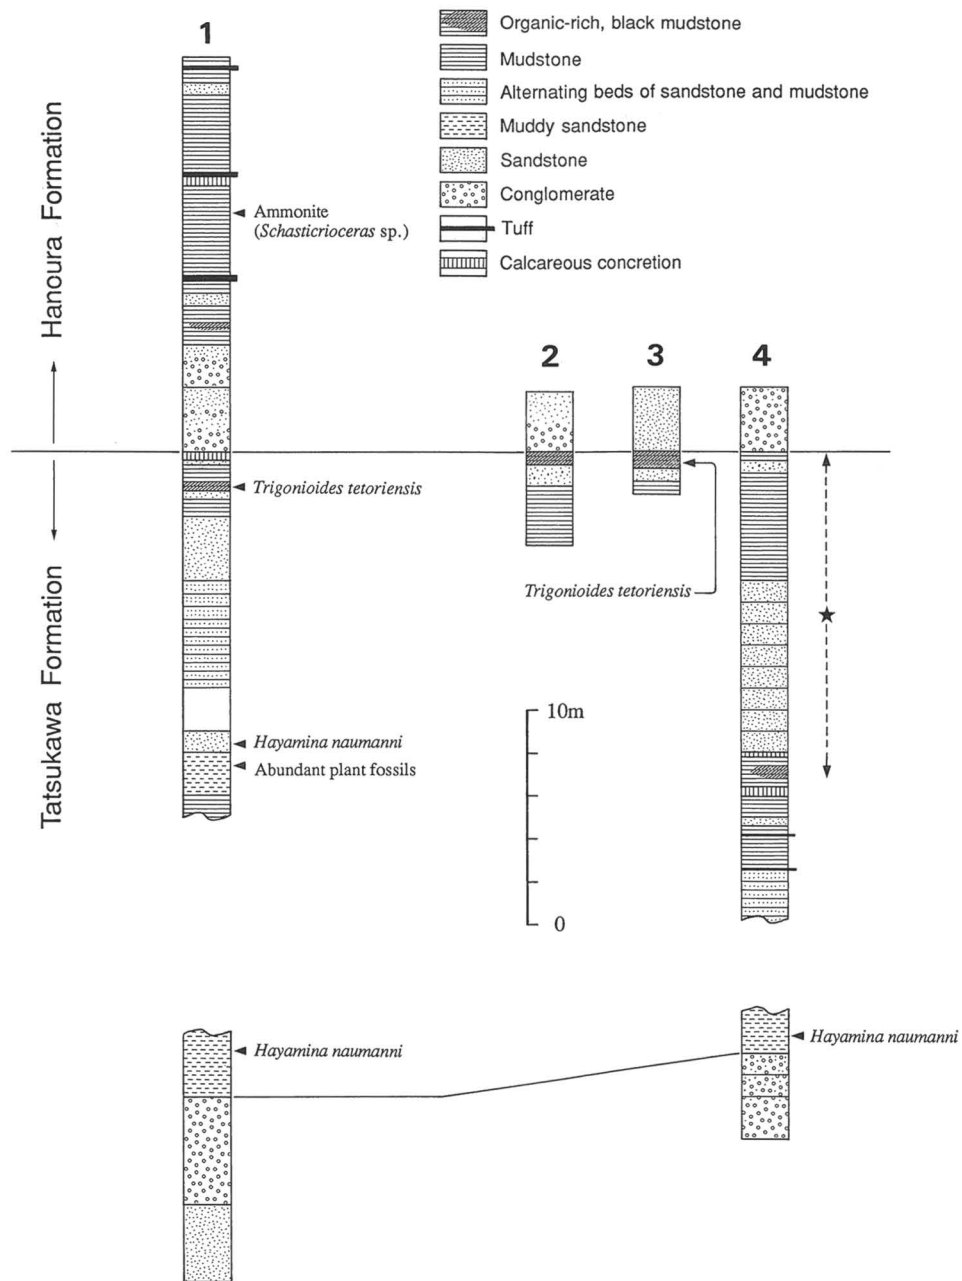 1
Organic-rich, black mudstone
Mudstone
Alternating beds of sandstone and mudstone
Muddy sandstone
Sandstone
Conglomerate
Tuff
Calcareous concretion
Hanoura Formation
Ammonite
(Schasticrioceras sp.)
2
3
4
Trigonioides tetoriensis
Trigonioides tetoriensis
Tatsukawa Formation
10m
Hayamina naumanni
Abundant plant fossils
0
Hayamina naumanni
Hayamina naumanni